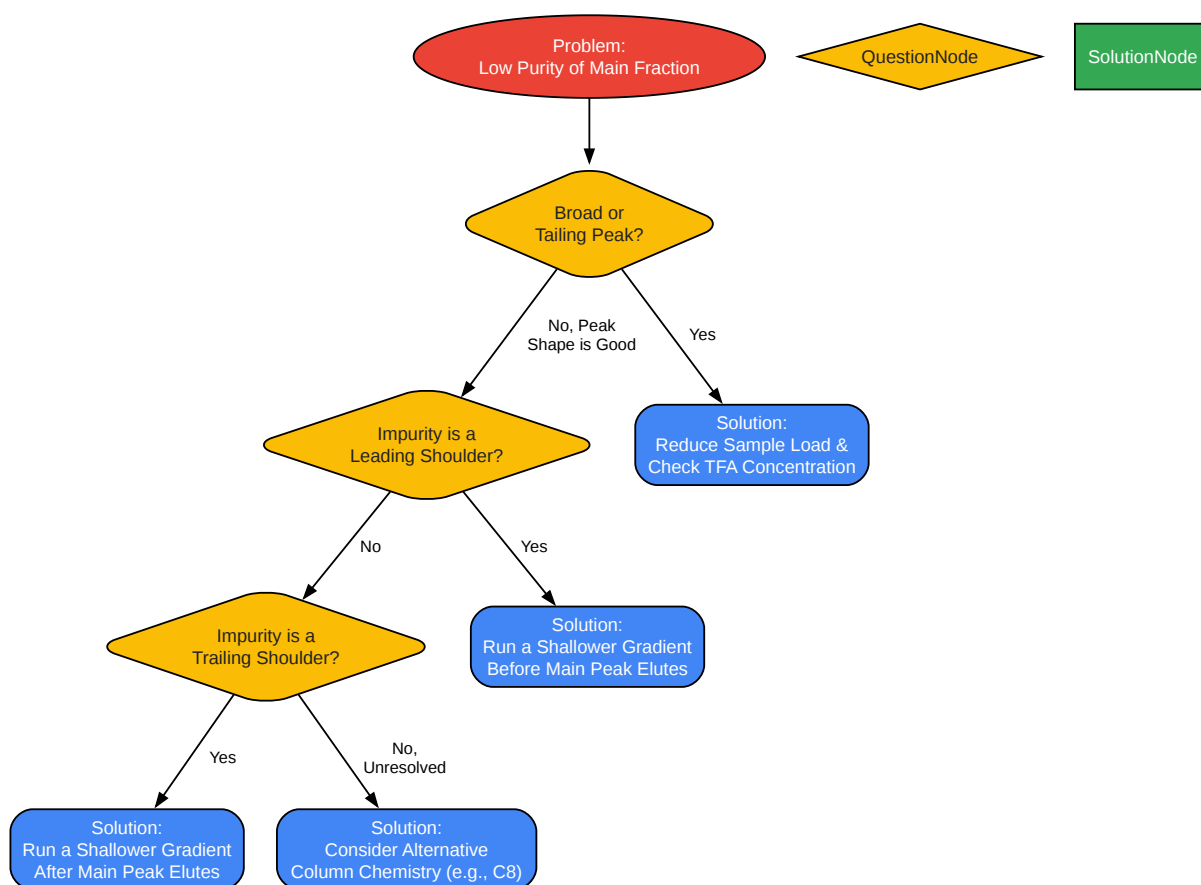 Problem:
Low Purity of Main Fraction
QuestionNode
SolutionNode
Broad or
Tailing Peak?
No, Peak
Shape is Good
Yes
Impurity is a
Leading Shoulder?
Solution:
Reduce Sample Load &
Check TFA Concentration
No
Yes
Impurity is a
Trailing Shoulder?
Solution:
Run a Shallower Gradient
Before Main Peak Elutes
Yes
No,
Unresolved
Solution:
Run a Shallower Gradient
After Main Peak Elutes
Solution:
Consider Alternative
Column Chemistry (e.g., C8)